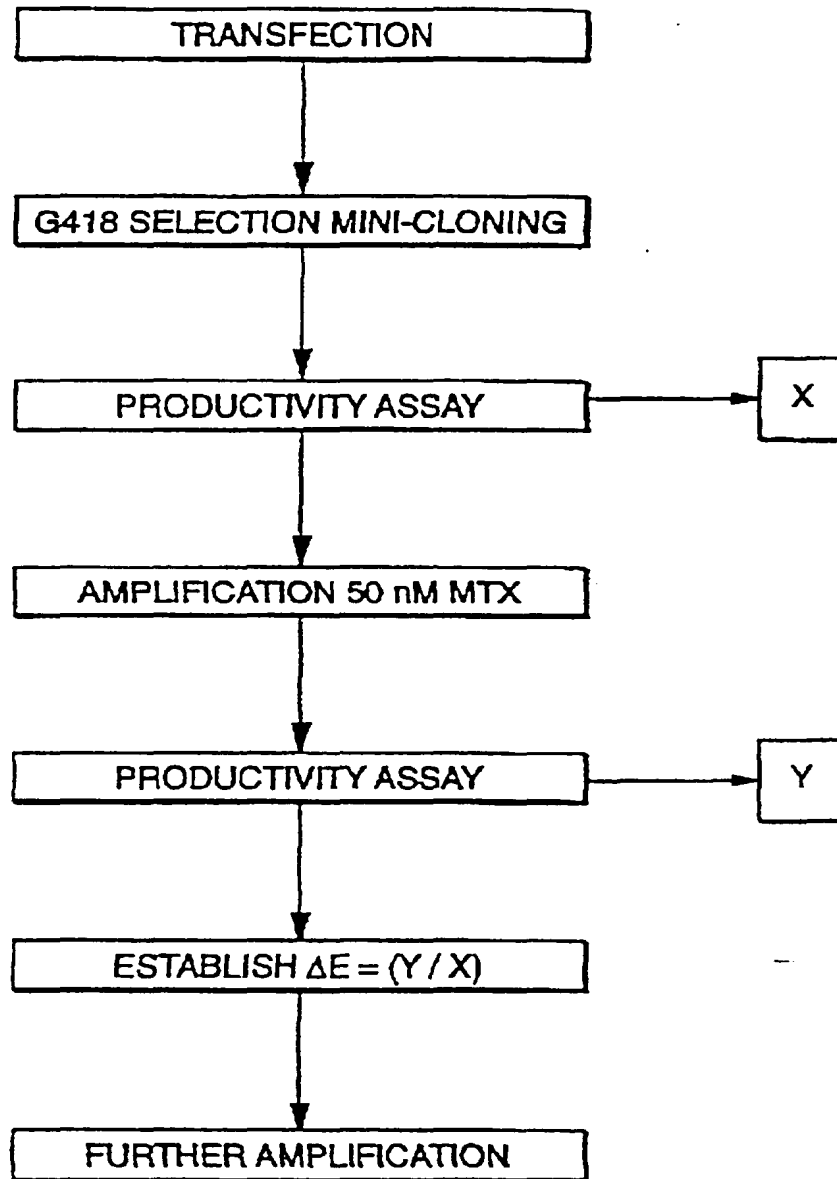 TRANSFECTION
G418 SELECTION MINI-CLONING
PRODUCTIVITY ASSAY
X
AMPLIFICATION 50 nM MTX
PRODUCTIVITY ASSAY
Y
ESTABLISH ΔE = (Y / X)
FURTHER AMPLIFICATION